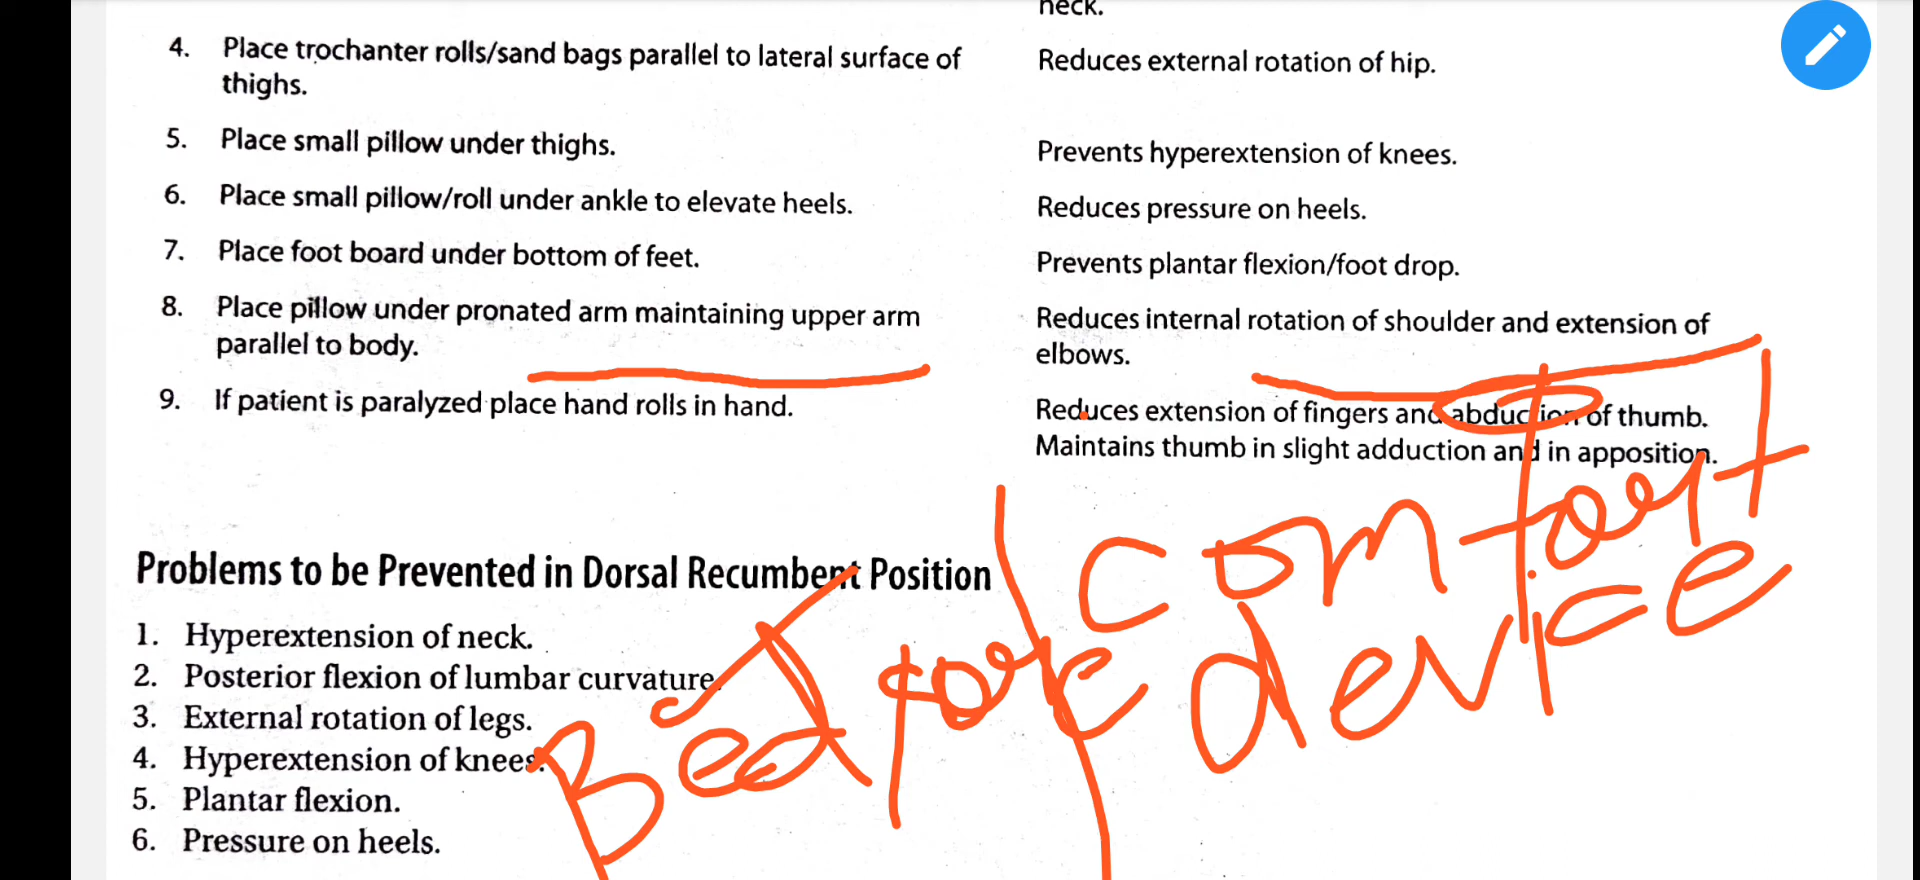 neck.
4. Place trochanter rolls/sand bags parallel to lateral surface of
thighs.
Reduces external rotation of hip.
5. Place small pillow under thighs.
Prevents hyperextension of knees.
6. Place small pillow/roll under ankle to elevate heels.
Reduces pressure on heels.
7. Place foot board under bottom of feet.
Prevents plantar flexion/foot drop.
8. Place pillow under pronated arm maintaining upper arm
parallel to body.
Reduces internal rotation of shoulder and extension of
elbows.
9. If patient is paralyzed place hand rolls in hand.
Reduces extension of fingers and abduction of thumb.
Maintains thumb in slight adduction and in apposition.
Problems to be Prevented in Dorsal Recumbent Position
1. Hyperextension of neck.
2. Posterior flexion of lumbar curvature.
3. External rotation of legs.
4. Hyperextension of knees.
5. Plantar flexion.
6. Pressure on heels.
comfort
device
Bed